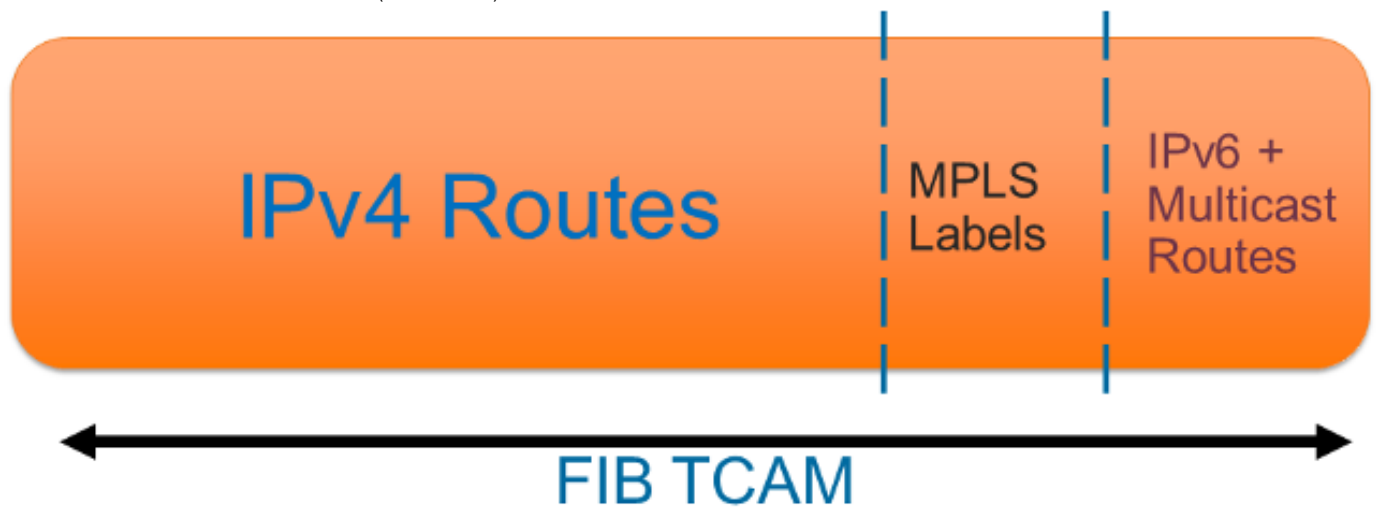 IPv4 Routes
MPLS
Labels
IPv6 +
Multicast
Routes
FIB TCAM